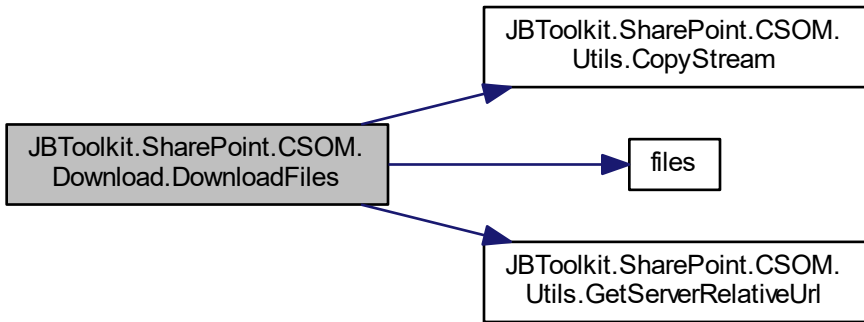 JBToolkit.SharePoint.CSOM.
Utils.CopyStream
JBToolkit.SharePoint.CSOM.
Download.DownloadFiles
files
JBToolkit.SharePoint.CSOM.
Utils.GetServerRelativeUrl